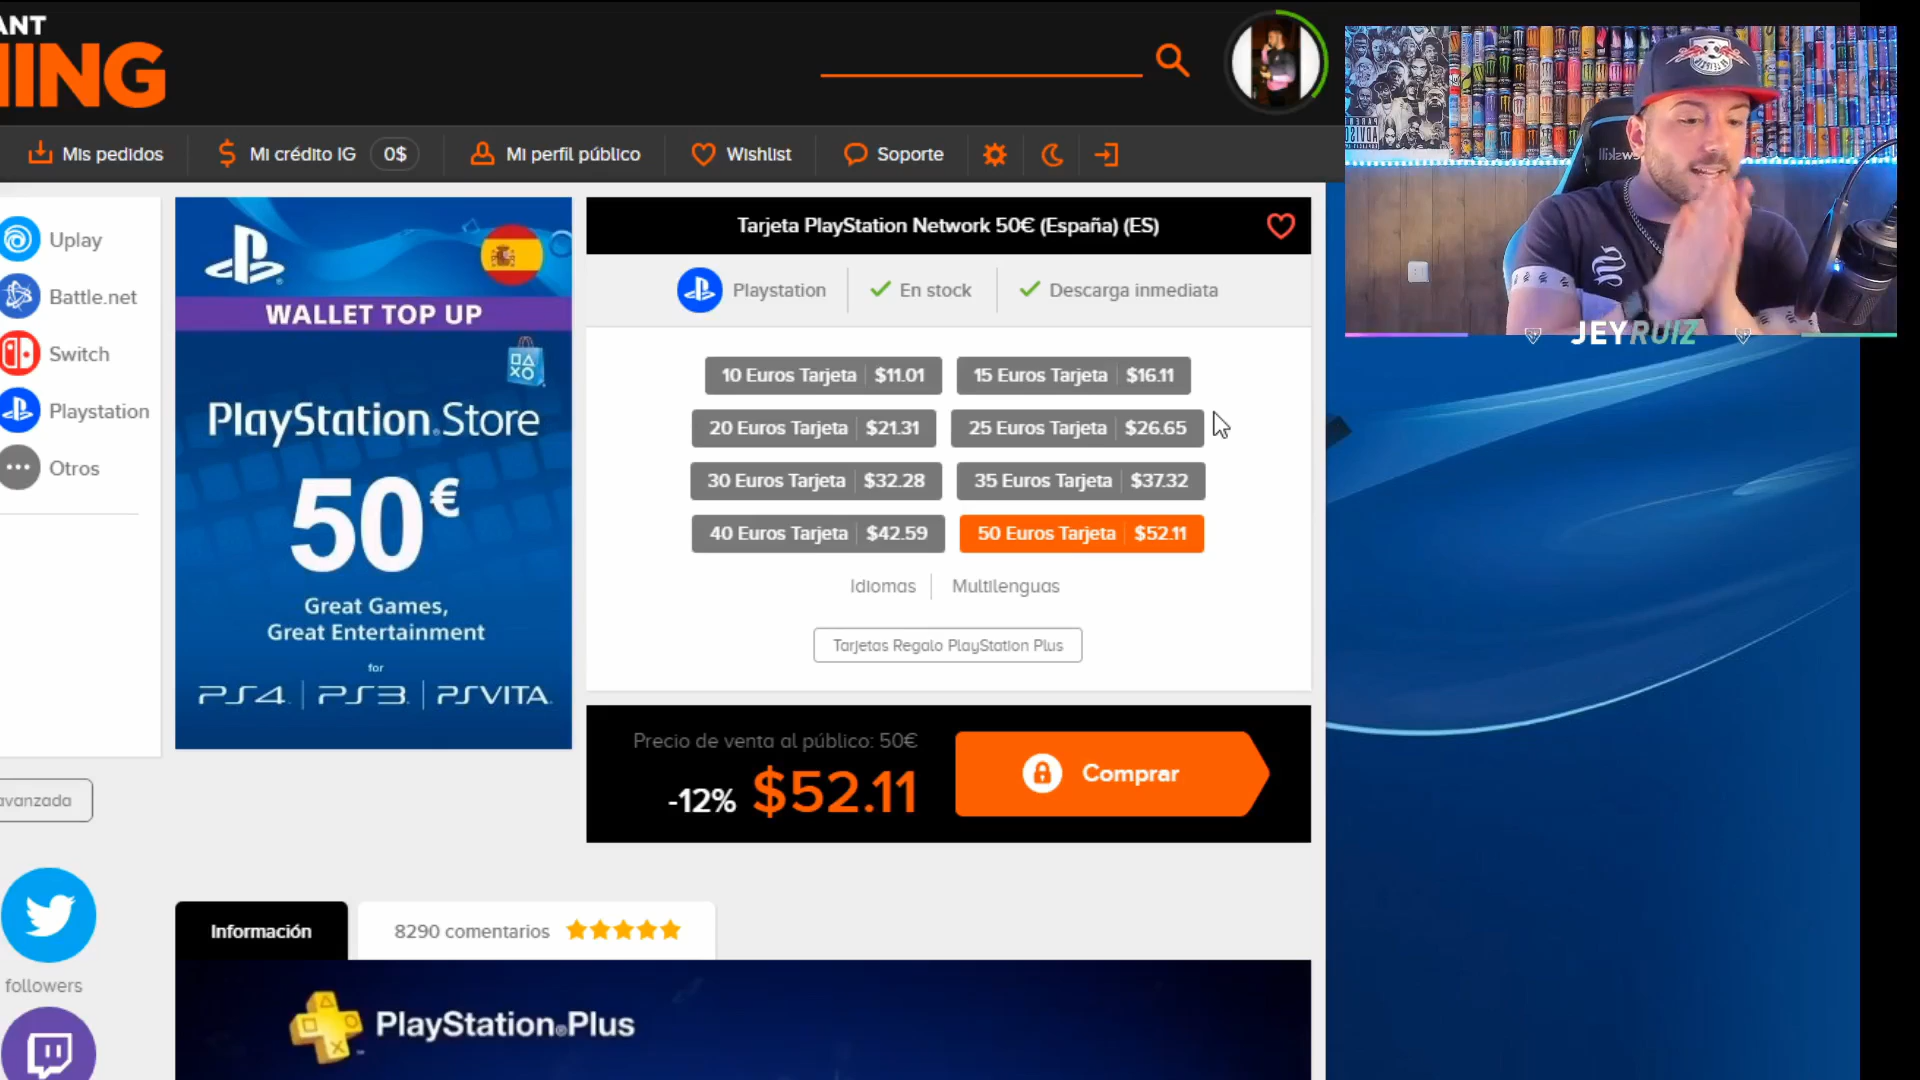 ANT
ING
Mis pedidos
Mi crédito IG
0$
Mi perfil público
Wishlist
Soporte
Uplay
Battle.net
Switch
Playstation
Otros
avanzada
followers
WALLET TOP UP
PlayStation®Store
50€
Great Games,
Great Entertainment
for
PS4 | PS3 | PSVITA
Tarjeta PlayStation Network 50€ (España) (ES)
Playstation
En stock
Descarga inmediata
10 Euros Tarjeta $11.01
15 Euros Tarjeta $16.11
20 Euros Tarjeta $21.31
25 Euros Tarjeta $26.65
30 Euros Tarjeta $32.28
35 Euros Tarjeta $37.32
40 Euros Tarjeta $42.59
50 Euros Tarjeta $52.11
Idiomas
Multilenguas
Tarjetas Regalo PlayStation Plus
Precio de venta al público: 50€
-12% $52.11
Comprar
Información
8290 comentarios
PlayStation®Plus
JEYRUIZ